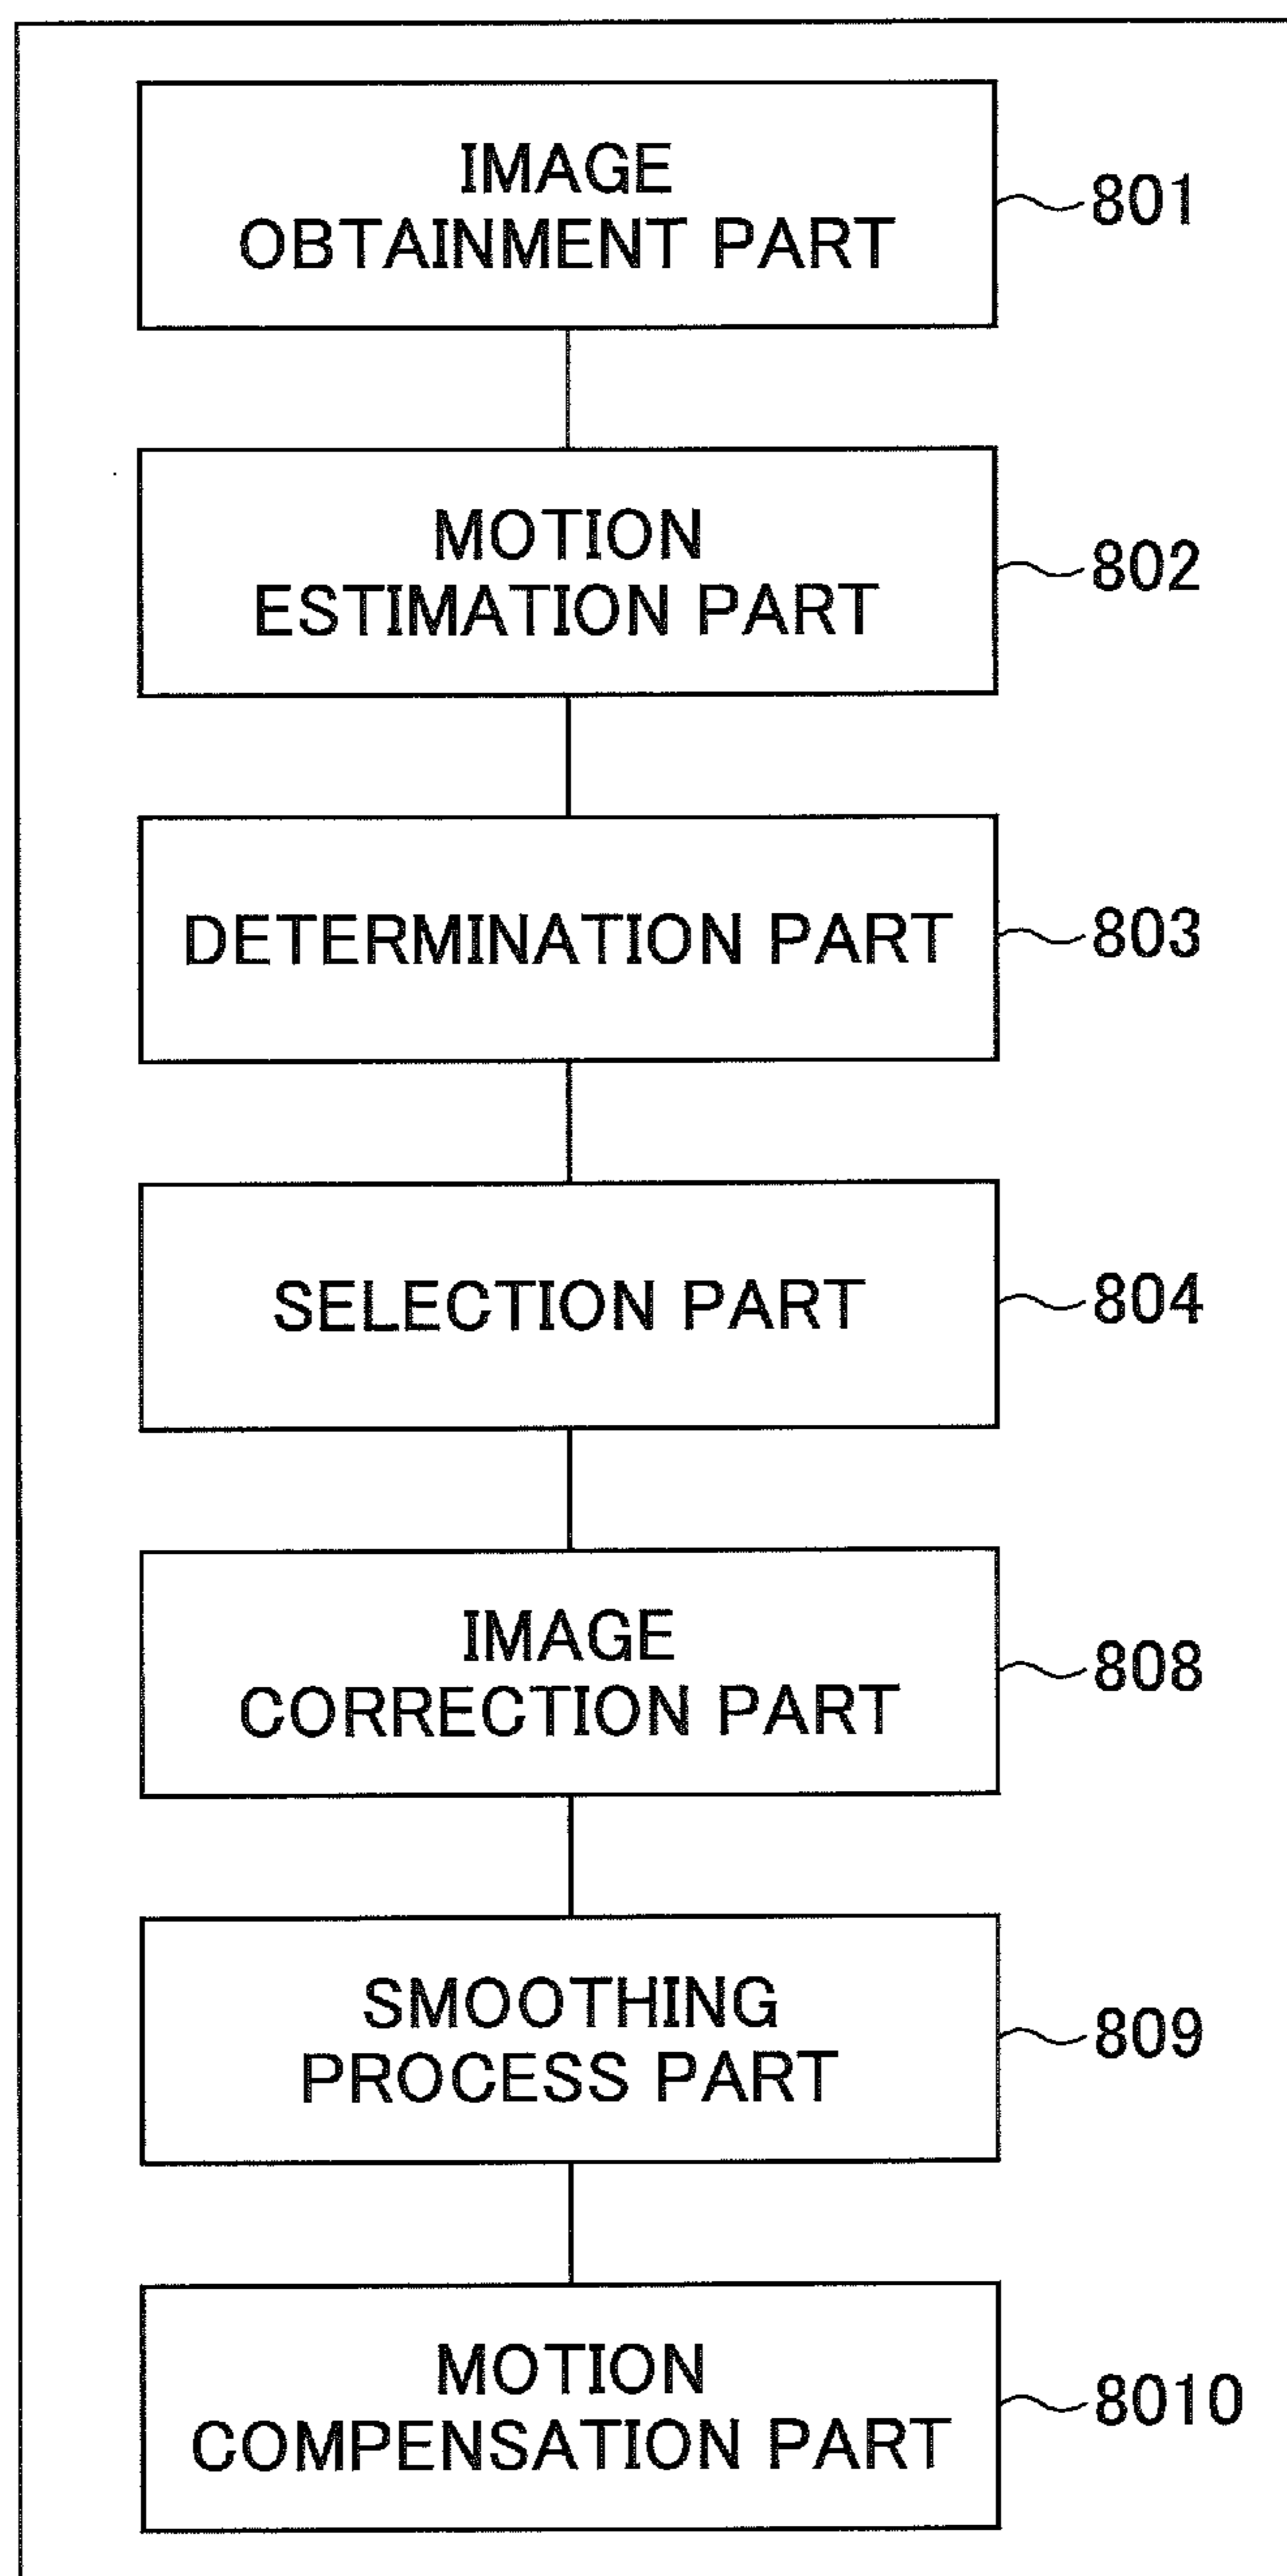 IMAGE
OBTAINMENT PART
801
MOTION
ESTIMATION PART
802
DETERMINATION PART
803
SELECTION PART
804
IMAGE
CORRECTION PART
808
SMOOTHING
PROCESS PART
809
MOTION
COMPENSATION PART
8010